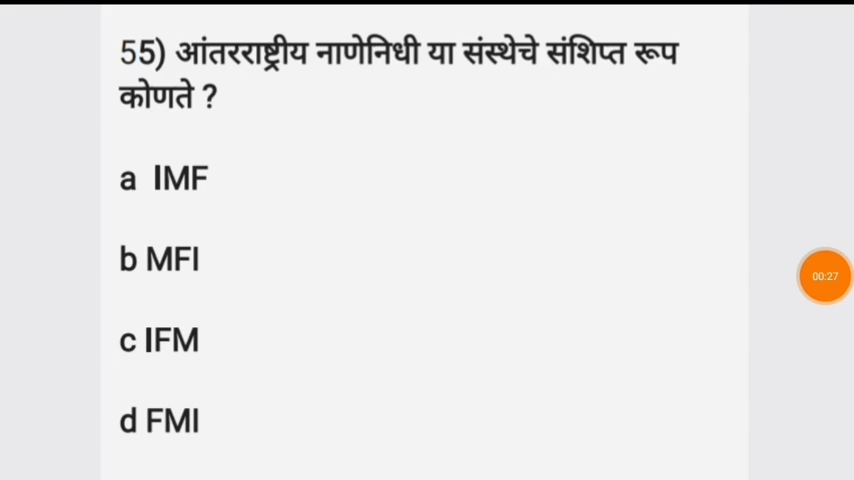 55) आंतरराष्ट्रीय नाणेनिधी या संस्थेचे संशिप्त रूप
कोणते ?
a IMF
b MFI
00:27
c IFM
d FMI